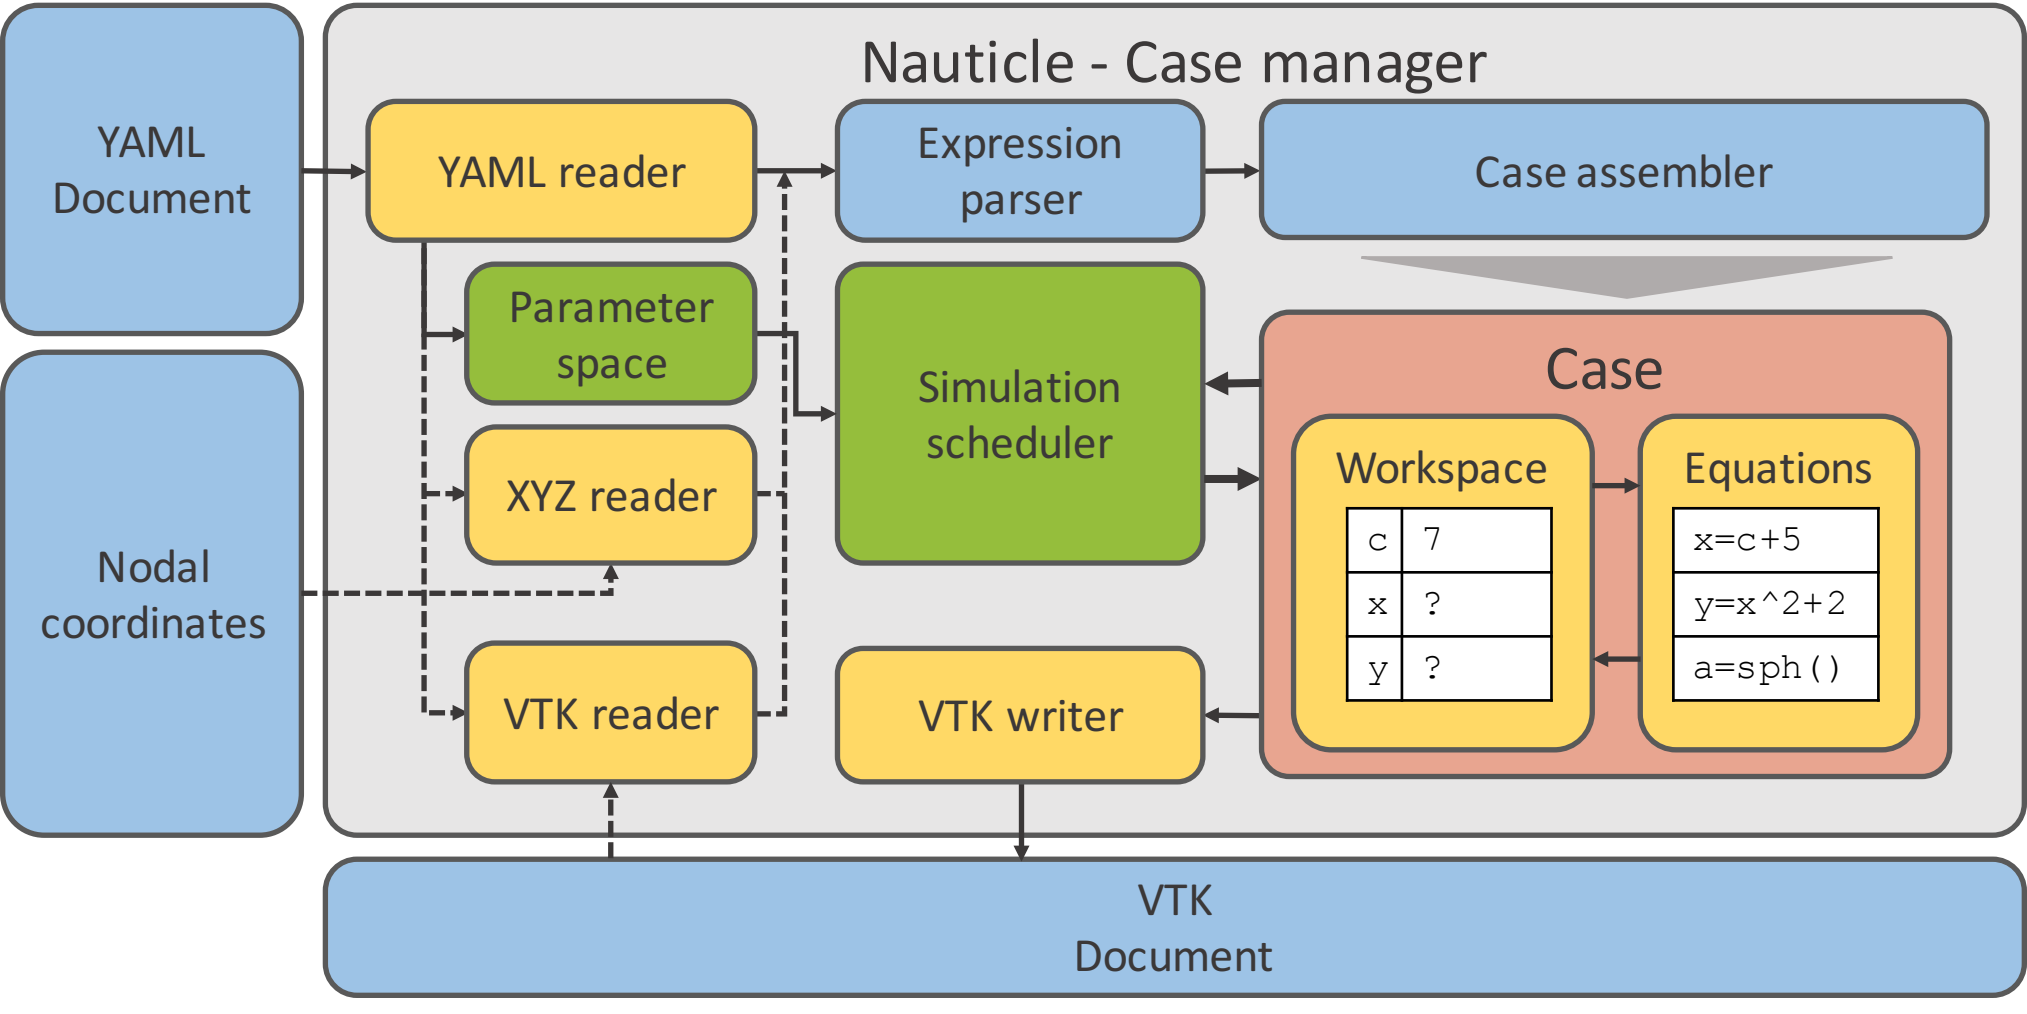 Nauticle - Case manager
YAML
Document
YAML reader
Expression
parser
Case assembler
Parameter
space
Simulation
scheduler
Case
XYZ reader
Workspace
c 7
x ?
y ?
Equations
x=c+5
y=x^2+2
a=sph()
Nodal
coordinates
VTK reader
VTK writer
VTK
Document